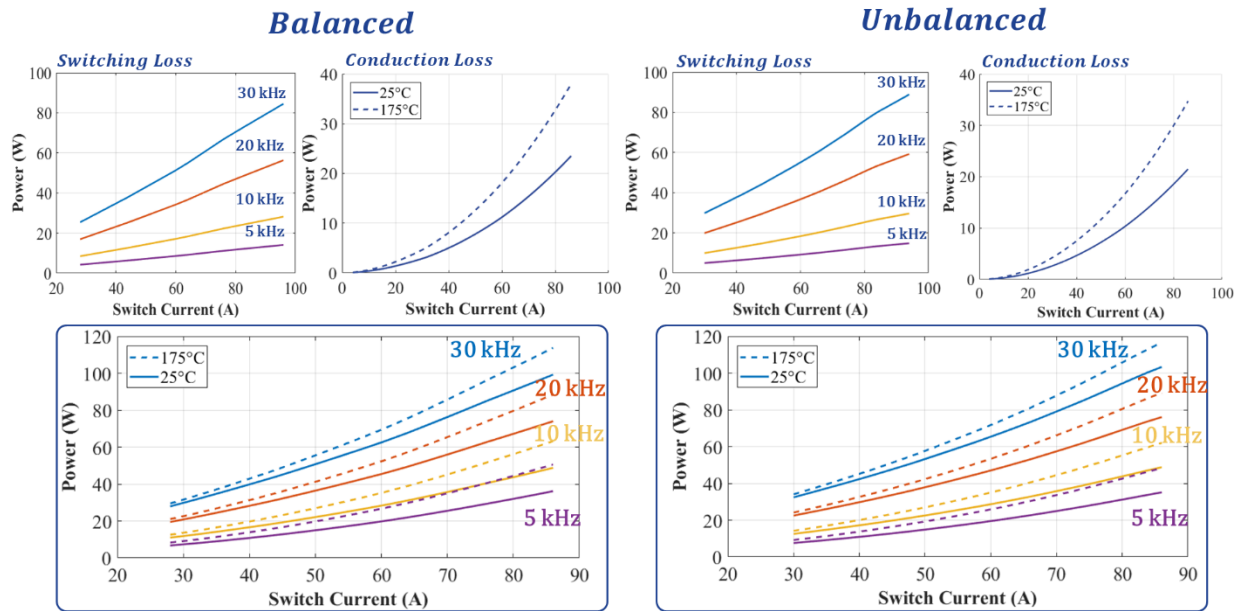 Balanced
Unbalanced
Switching Loss
Conduction Loss
Switching Loss
Conduction Loss
100
80
60
40
20
0
Power (W)
30 kHz
20 kHz
10 kHz
5 kHz
20 40 60 80 100
Switch Current (A)
40
30
20
10
0
Power (W)
25°C
175°C
0 20 40 60 80 100
Switch Current (A)
100
80
60
40
20
0
Power (W)
30 kHz
20 kHz
10 kHz
5 kHz
20 40 60 80 100
Switch Current (A)
40
30
20
10
0
Power (W)
25°C
175°C
0 20 40 60 80 100
Switch Current (A)
120
100
80
60
40
20
0
Power (W)
175°C
25°C
30 kHz
20 kHz
10 kHz
5 kHz
20 30 40 50 60 70 80 90
Switch Current (A)
120
100
80
60
40
20
0
Power (W)
175°C
25°C
30 kHz
20 kHz
10 kHz
5 kHz
20 30 40 50 60 70 80 90
Switch Current (A)